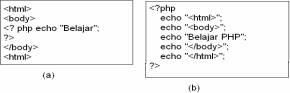 <html>
<body>
<? php echo "Belajar";
?>
</body>
<html>
(a)
<?php
echo "<html>";
echo "<body>";
echo "Belajar PHP";
echo "</body>";
echo "</html>";
?>
(b)